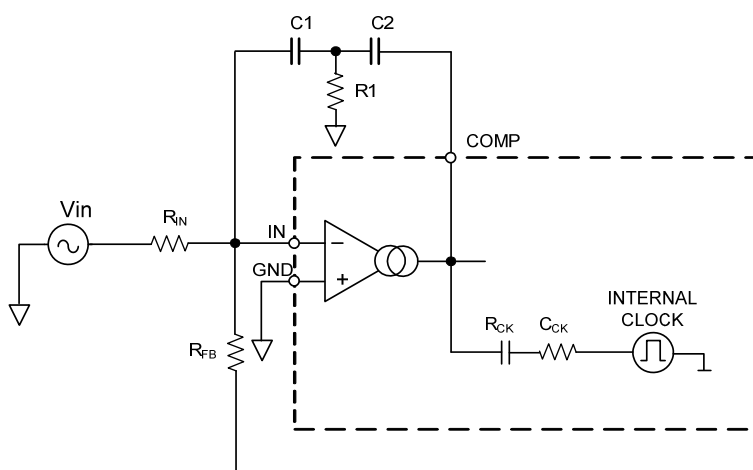 C1
C2
R1
COMP
Vin
RIN
IN
−
GND
+
RFB
INTERNAL
CLOCK
RCK
CCK